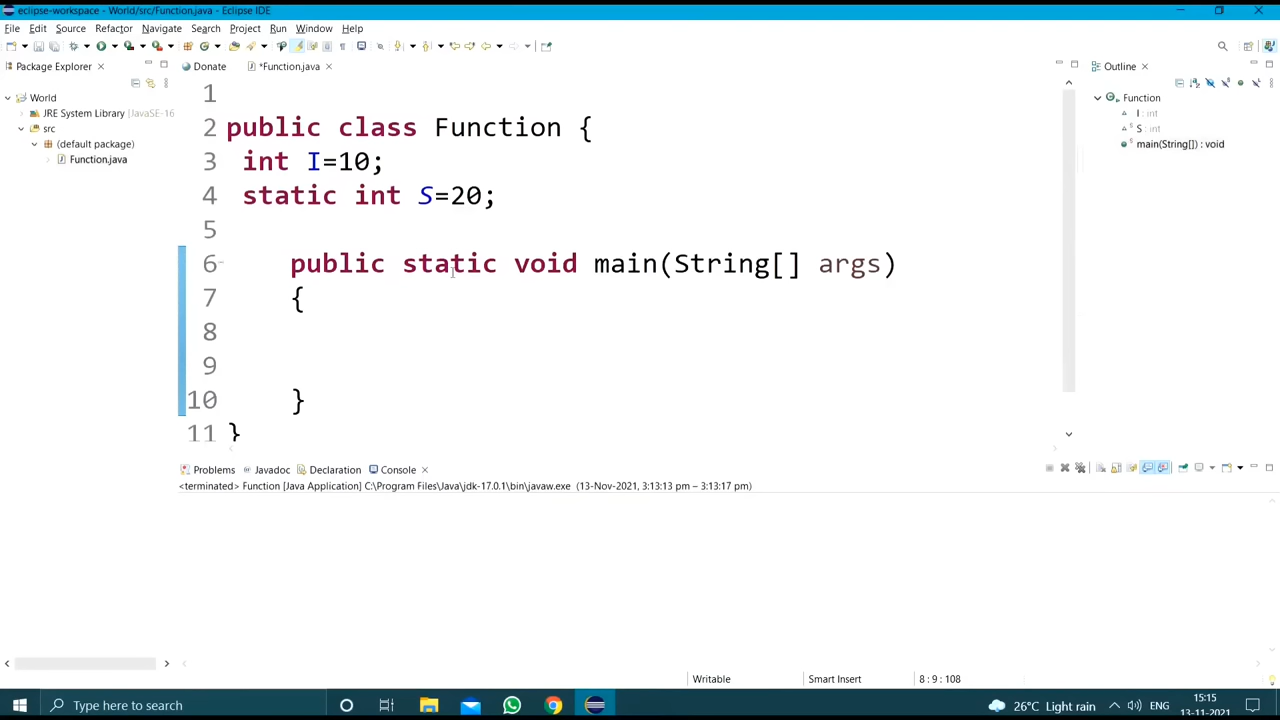 eclipse-workspace - World/src/Function.java - Eclipse IDE
File Edit Source Refactor Navigate Search Project Run Window Help
Package Explorer
Donate
*Function.java
Outline
World
JRE System Library [JavaSE-16
src
(default package)
Function.java
1
2 public class Function {
3 int I=10;
4 static int S=20;
5
6 public static void main(String[] args)
7 {
8
9
10 }
11 }
Function
I : int
S : int
main(String[]) : void
Problems Javadoc Declaration Console
<terminated> Function [Java Application] C:\Program Files\Java\jdk-17.0.1\bin\javaw.exe (13-Nov-2021, 3:13:13 pm – 3:13:17 pm)
Writable Smart Insert 8 : 9 : 108
Type here to search
26°C Light rain
ENG
15:15
13-11-2021